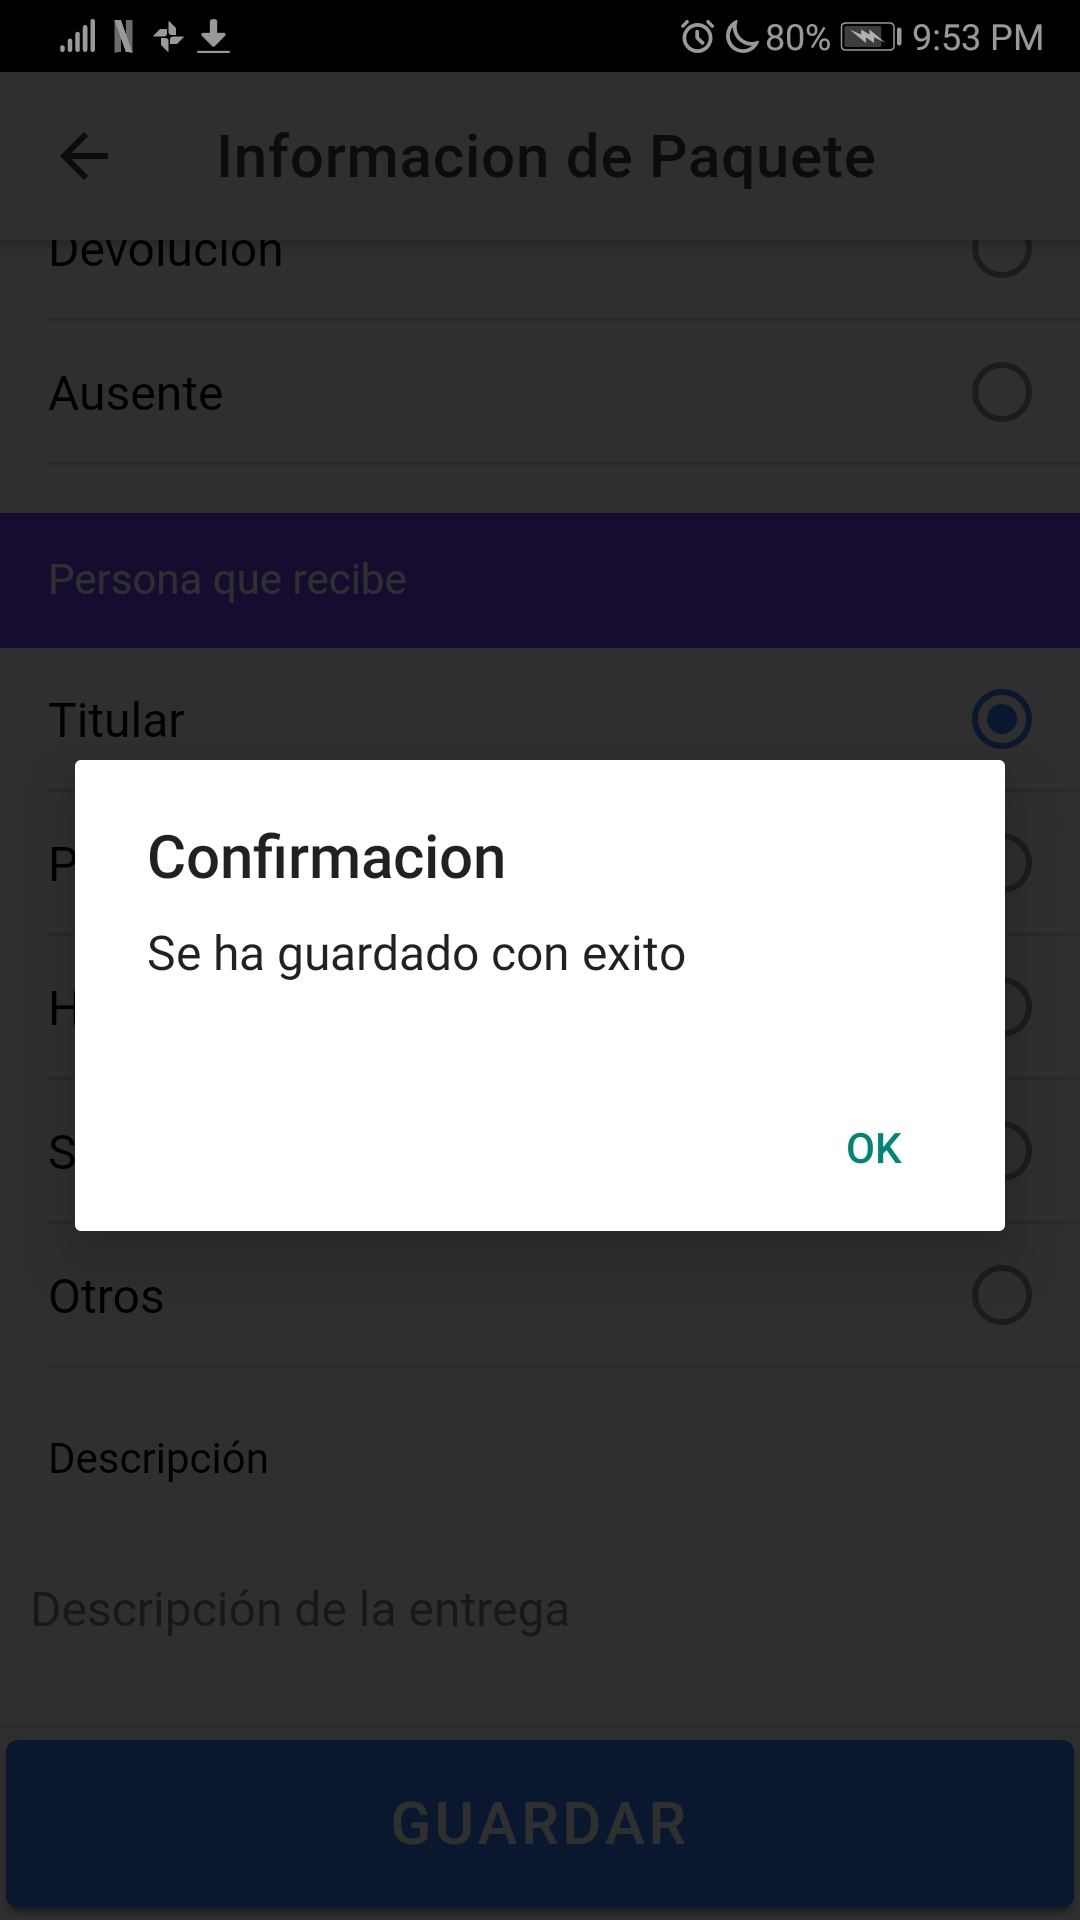 80% 9:53 PM
Informacion de Paquete
Devolución
Ausente
Persona que recibe
Titular
P
Confirmacion
Se ha guardado con exito
H
OK
S
Otros
Descripción
Descripción de la entrega
GUARDAR